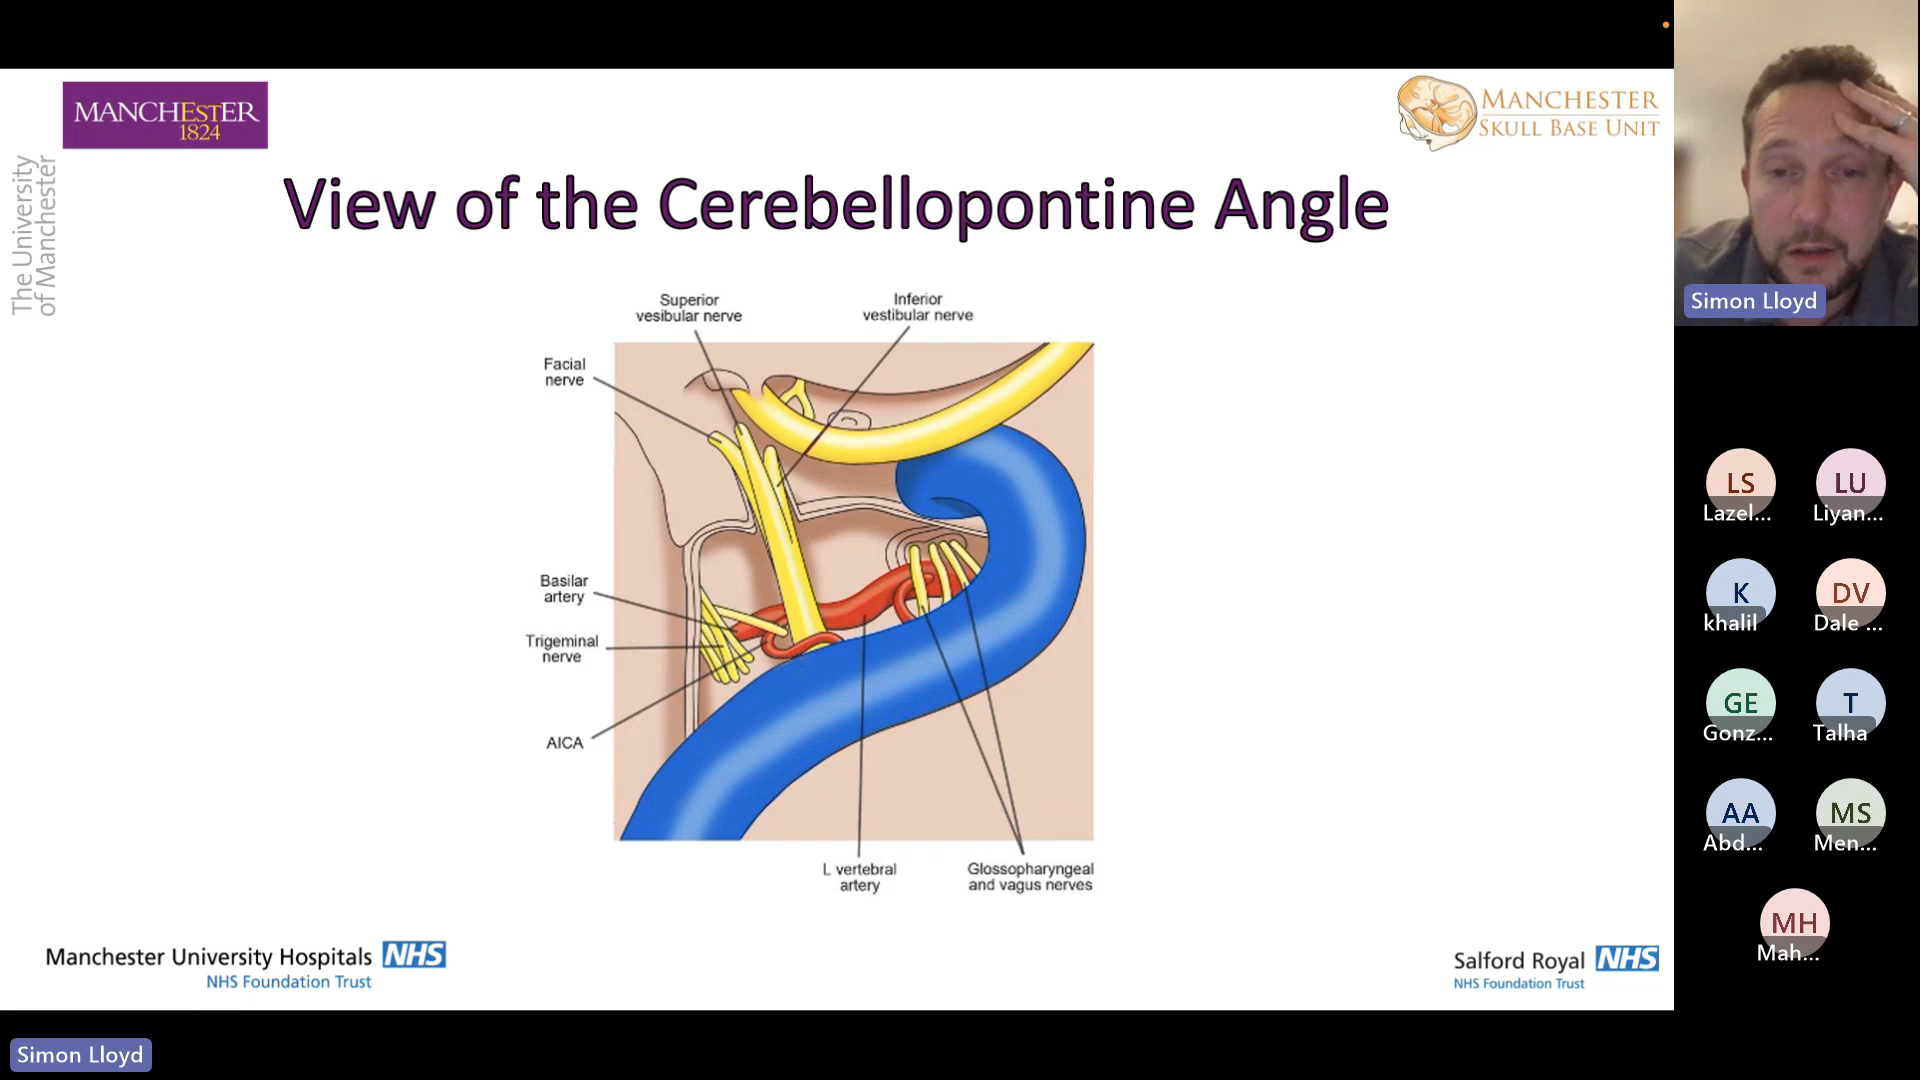 MANCHESTER
1824
The University
of Manchester
MANCHESTER
SKULL BASE UNIT
View of the Cerebellopontine Angle
Superior
vesibular nerve
Inferior
vestibular nerve
Facial
nerve
Basilar
artery
Trigeminal
nerve
AICA
L vertebral
artery
Glossopharyngeal
and vagus nerves
Manchester University Hospitals NHS
NHS Foundation Trust
Salford Royal NHS
NHS Foundation Trust
Simon Lloyd
Simon Lloyd
LS
Lazel...
LU
Liyan...
K
khalil
DV
Dale ...
GE
Gonz...
T
Talha
AA
Abd...
MS
Men...
MH
Mah...